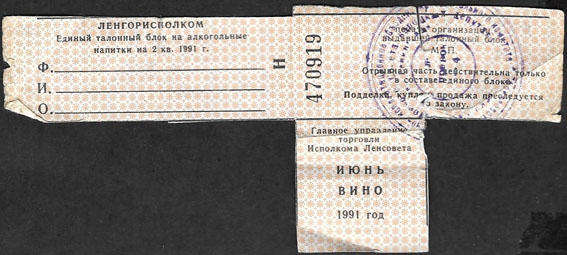 ЛЕНГОРИСПОЛКОМ
Единый талонный блок на алкогольные
напитки на 2 кв. 1991 г.
Ф.
И.
О.
Н
470919
организации,
выдавшей талонный блок
М. П.
Отрывная часть действительна только
в составе единого блока.
Подделка, купля, продажа преследуется
по закону.
Главное управление
торговли
Исполкома Ленсовета
ИЮНЬ
ВИНО
1991 год